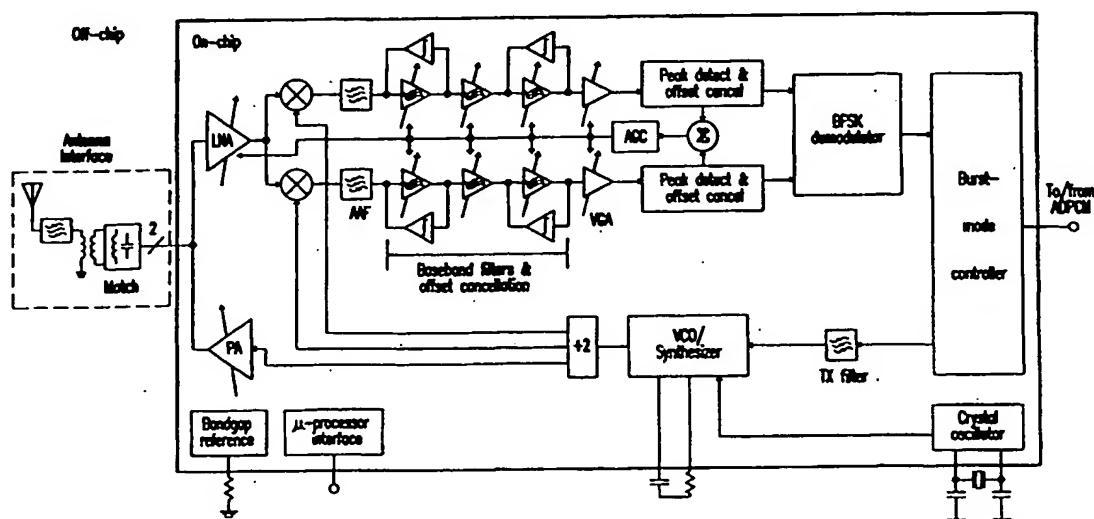 Off-chip
On-chip
Antenna
Interface
2
Match
LNA
PA
AAF
Baseband filters &
offset cancellation
VGA
AGC
Σ
Peak detect &
offset cancel
Peak detect &
offset cancel
BFSK
demodulator
Burst-
mode
controller
To/from
ADPCM
÷2
VCO/
Synthesizer
TX filter
Bandgap
reference
μ-processor
interface
Crystal
oscillator